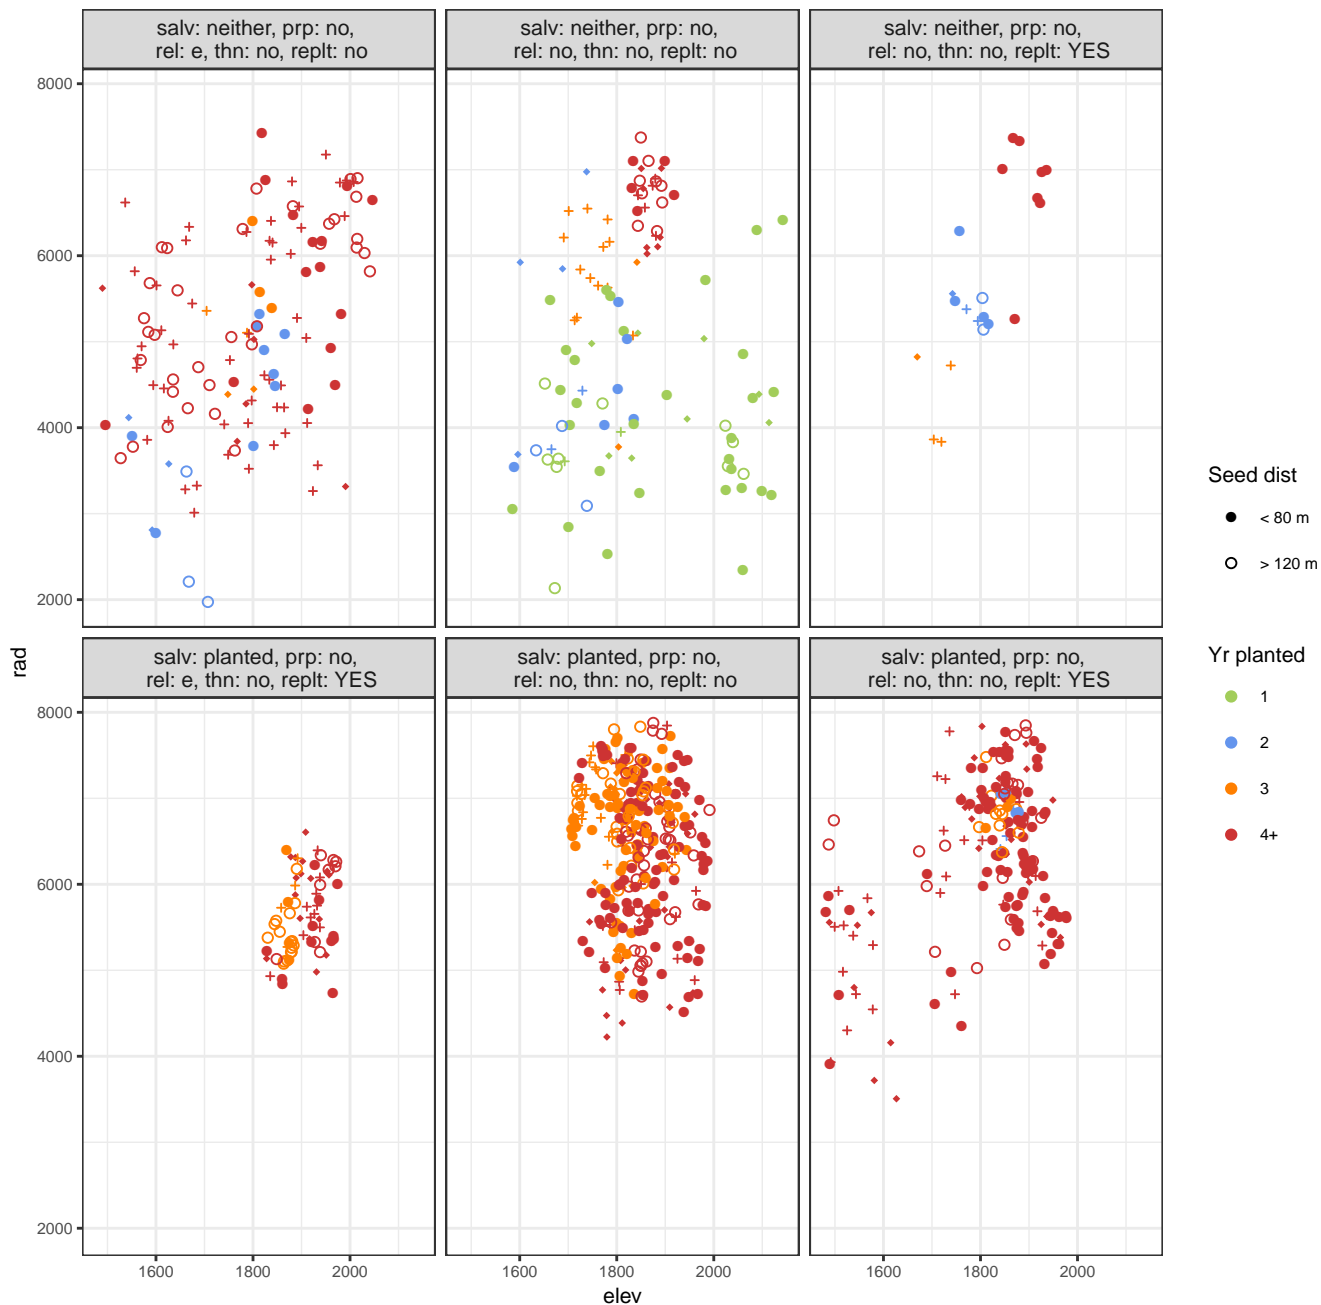 salv: neither, prp: no,
rel: e, thn: no, replt: no
salv: neither, prp: no,
rel: no, thn: no, replt: no
salv: neither, prp: no,
rel: no, thn: no, replt: YES
8000
6000
4000
2000
salv: planted, prp: no,
rel: e, thn: no, replt: YES
salv: planted, prp: no,
rel: no, thn: no, replt: no
salv: planted, prp: no,
rel: no, thn: no, replt: YES
8000
6000
4000
2000
rad
1600
1800
2000
1600
1800
2000
1600
1800
2000
elev
Seed dist
< 80 m
> 120 m
Yr planted
1
2
3
4+